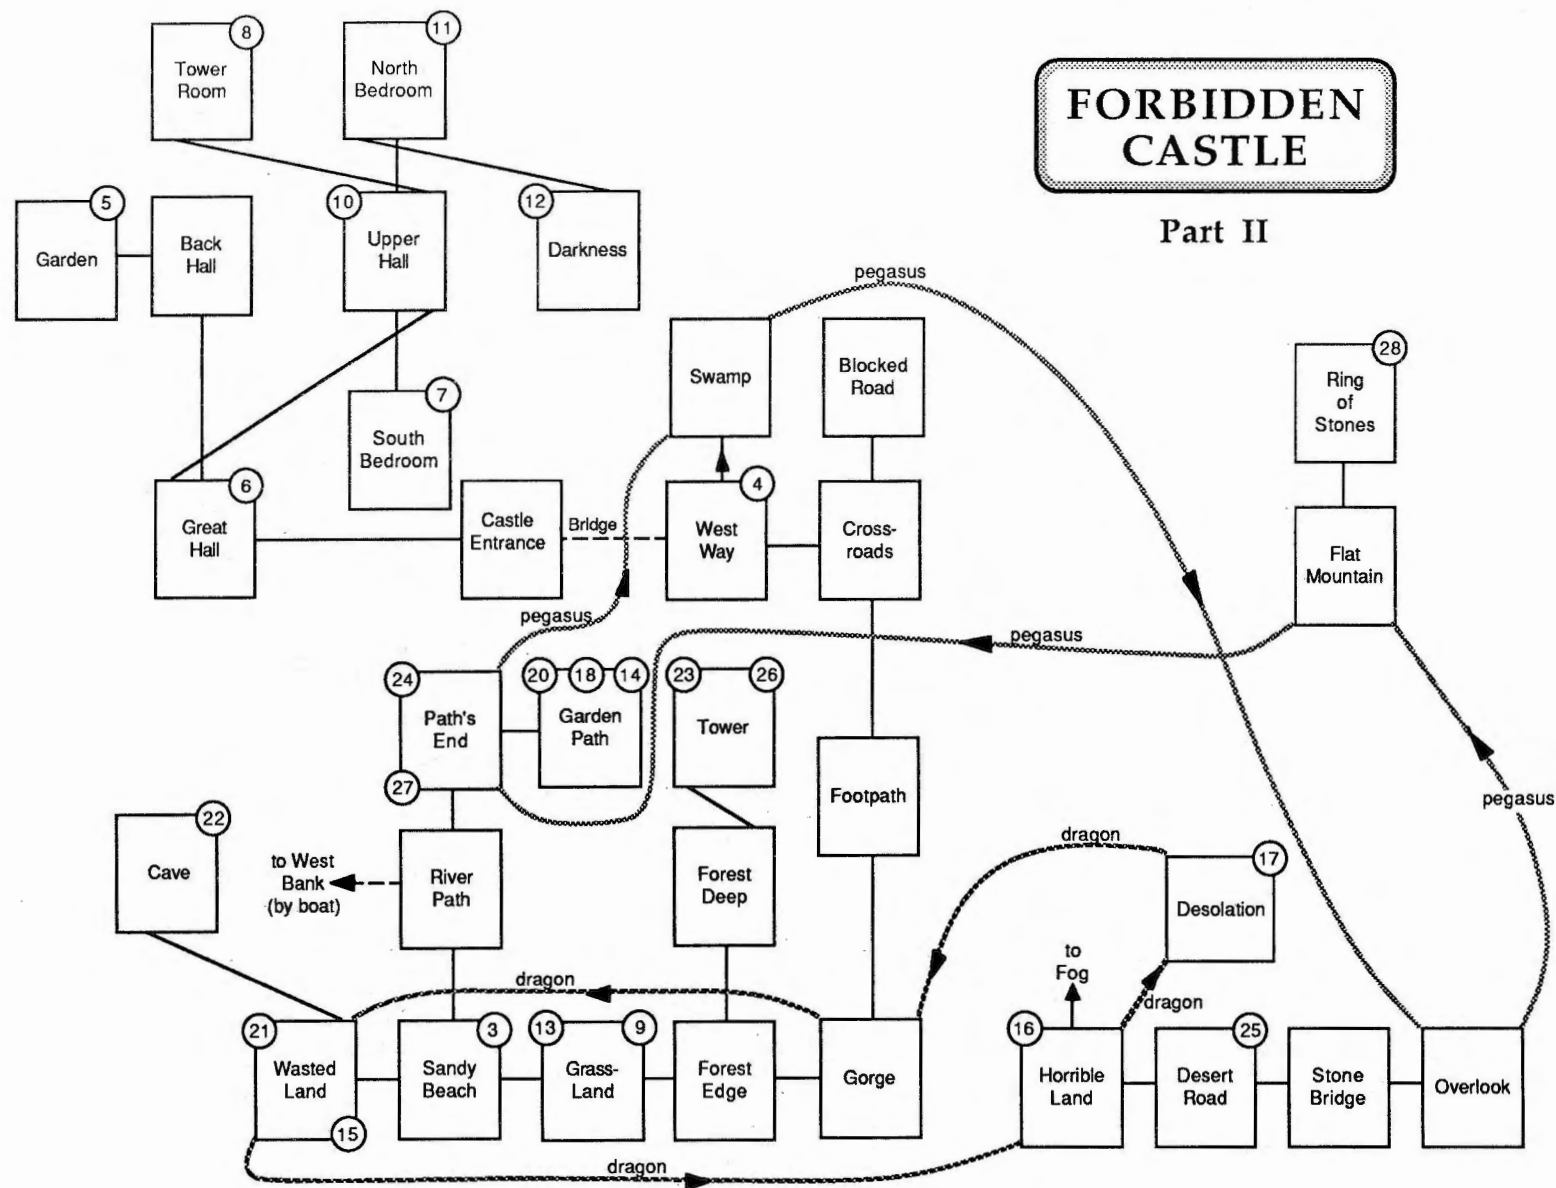 FORBIDDEN
CASTLE
Part II
8
Tower
Room
11
North
Bedroom
5
Garden
Back
Hall
10
Upper
Hall
12
Darkness
7
South
Bedroom
6
Great
Hall
Castle
Entrance
Bridge
pegasus
Swamp
Blocked
Road
4
West
Way
Cross-
roads
28
Ring
of
Stones
Flat
Mountain
pegasus
pegasus
pegasus
24
Path's
End
27
20
18
14
Garden
Path
23
26
Tower
Footpath
22
Cave
to West
Bank
(by boat)
River
Path
Forest
Deep
dragon
17
Desolation
to
Fog
dragon
dragon
21
Wasted
Land
15
3
Sandy
Beach
13
9
Grass-
Land
Forest
Edge
Gorge
16
Horrible
Land
25
Desert
Road
Stone
Bridge
Overlook
dragon